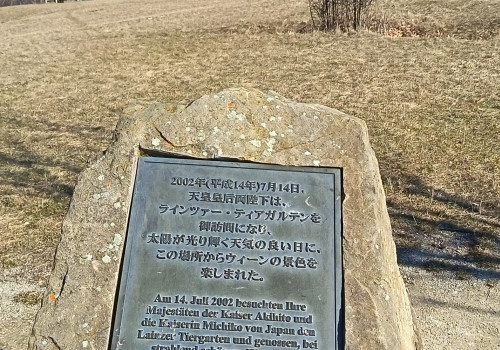 2002年(平成14年)7月14日、
天皇皇后両陛下は、
ラインツァー・ティアガルテンを
御訪問になり、
太陽が光り輝く天気の良い日に、
この場所からウィーンの景色を
楽しまれました。
Am 14. Juli 2002 besuchten Ihre
Majestäten der Kaiser Akihito und
die Kaiserin Michiko von Japan den
Lainzer Tiergarten und genossen, bei
strahlend